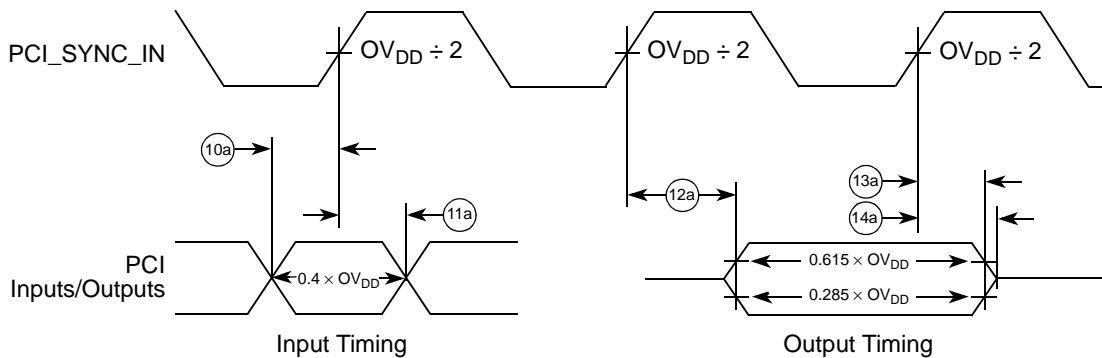 PCI_SYNC_IN
OVDD ÷ 2
OVDD ÷ 2
OVDD ÷ 2
10a
11a
12a
13a
14a
PCI
Inputs/Outputs
0.4 × OVDD
0.615 × OVDD
0.285 × OVDD
Input Timing
Output Timing